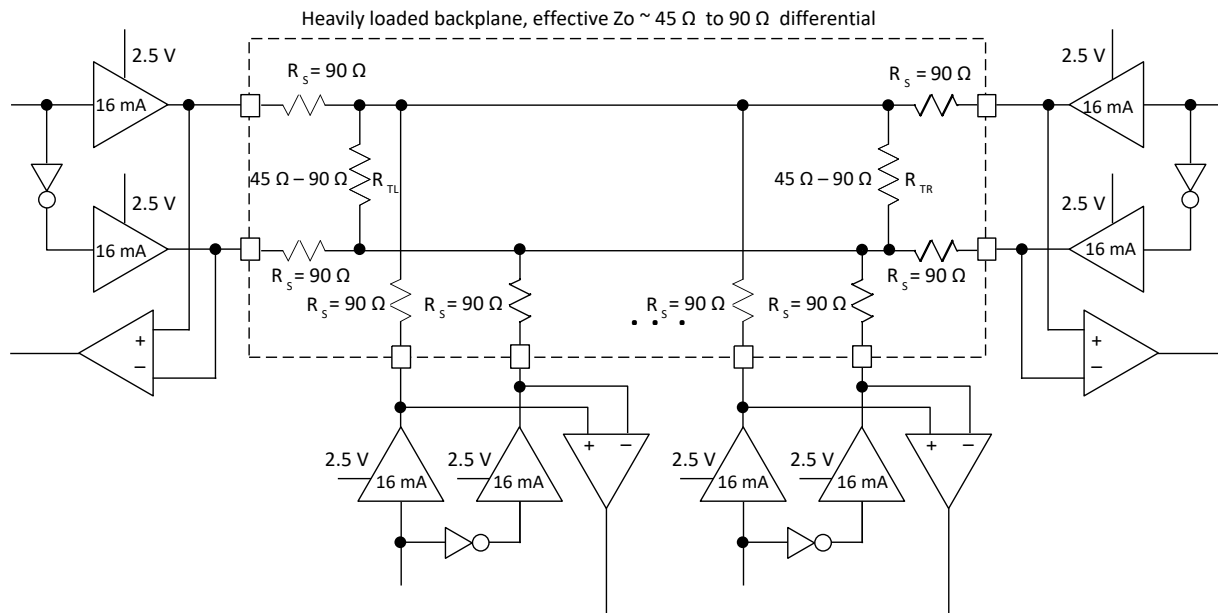 Heavily loaded backplane, effective Zo ~ 45 Ω to 90 Ω differential
2.5 V
R S = 90 Ω
R S = 90 Ω
2.5 V
16 mA
16 mA
2.5 V
45 Ω – 90 Ω
R TL
45 Ω – 90 Ω
R TR
2.5 V
16 mA
16 mA
R S = 90 Ω
R S = 90 Ω
R S = 90 Ω
R S = 90 Ω
R S = 90 Ω
R S = 90 Ω
. . .
+
–
+
–
+ –
+ –
2.5 V
16 mA
2.5 V
16 mA
2.5 V
16 mA
2.5 V
16 mA